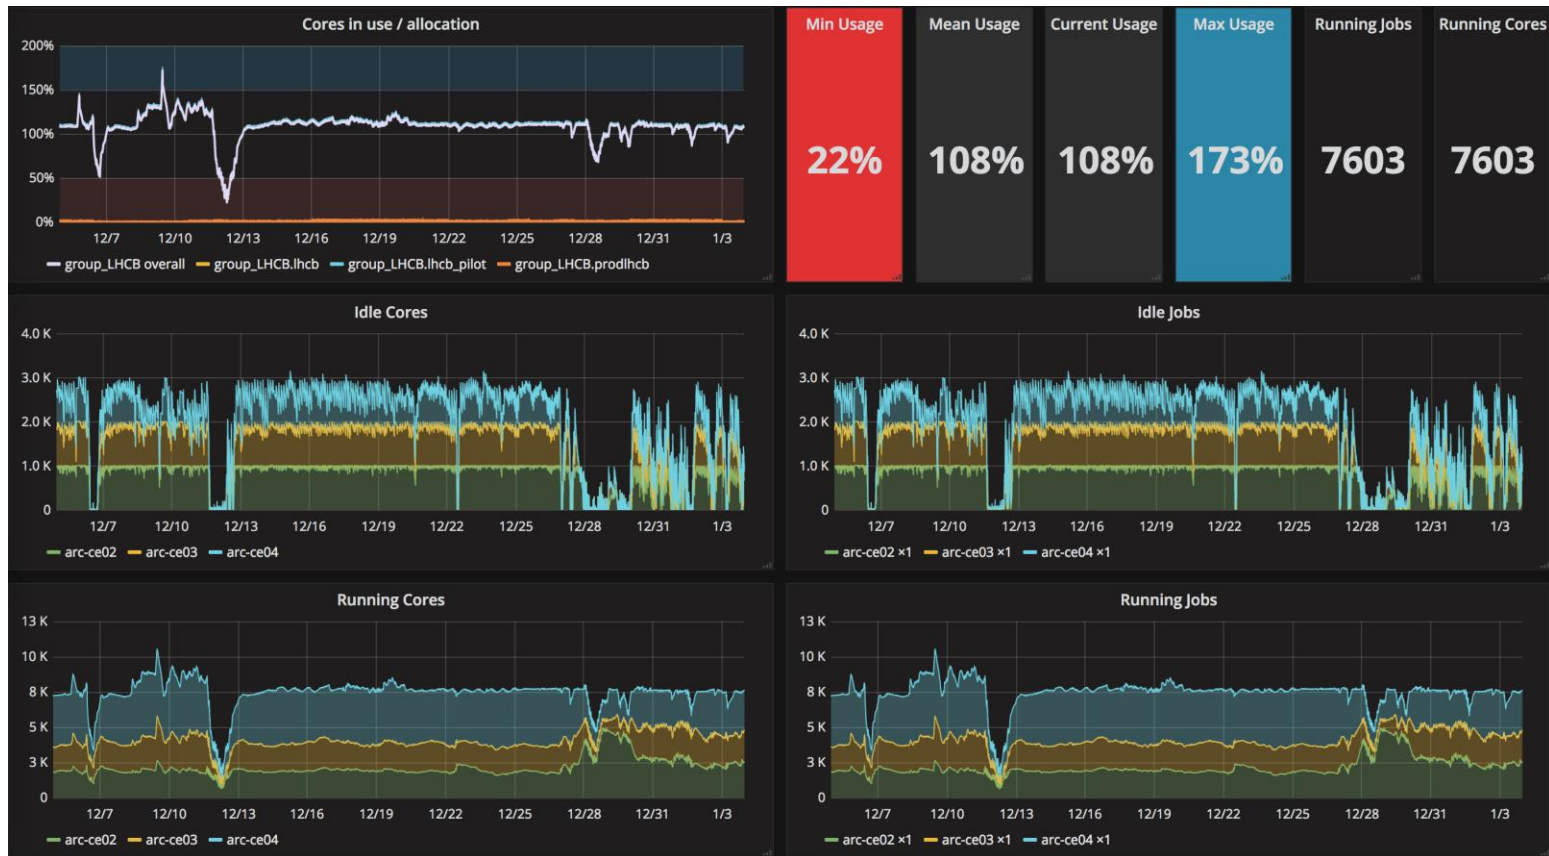 Cores in use / allocation
200%
150%
100%
50%
0%
12/7 12/10 12/13 12/16 12/19 12/22 12/25 12/28 12/31 1/3
group_LHCB overall group_LHCB.lhcb group_LHCB.lhcb_pilot group_LHCB.prodlhcb
Min Usage
22%
Mean Usage
108%
Current Usage
108%
Max Usage
173%
Running Jobs
7603
Running Cores
7603
Idle Cores
4.0 K
3.0 K
2.0 K
1.0 K
0
12/7 12/10 12/13 12/16 12/19 12/22 12/25 12/28 12/31 1/3
arc-ce02 arc-ce03 arc-ce04
Idle Jobs
4.0 K
3.0 K
2.0 K
1.0 K
0
12/7 12/10 12/13 12/16 12/19 12/22 12/25 12/28 12/31 1/3
arc-ce02 ×1 arc-ce03 ×1 arc-ce04 ×1
Running Cores
13 K
10 K
8 K
5 K
3 K
0
12/7 12/10 12/13 12/16 12/19 12/22 12/25 12/28 12/31 1/3
arc-ce02 arc-ce03 arc-ce04
Running Jobs
13 K
10 K
8 K
5 K
3 K
0
12/7 12/10 12/13 12/16 12/19 12/22 12/25 12/28 12/31 1/3
arc-ce02 ×1 arc-ce03 ×1 arc-ce04 ×1